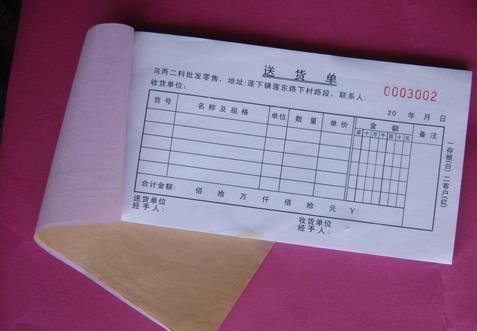 送货单
乌丙二料批发零售，地址:莲下镇莲东路下村路段，联系人:
0003002
收货单位: 20 年 月 日
货号 名称及规格 单位 数量 单价 金额 备注
百 十 万 千 百 十 元
合计金额: 佰 拾 万 仟 佰 拾 元 ¥:
送货单位 收货单位
经手人: 经手人:
一存根(白)二客户(红)